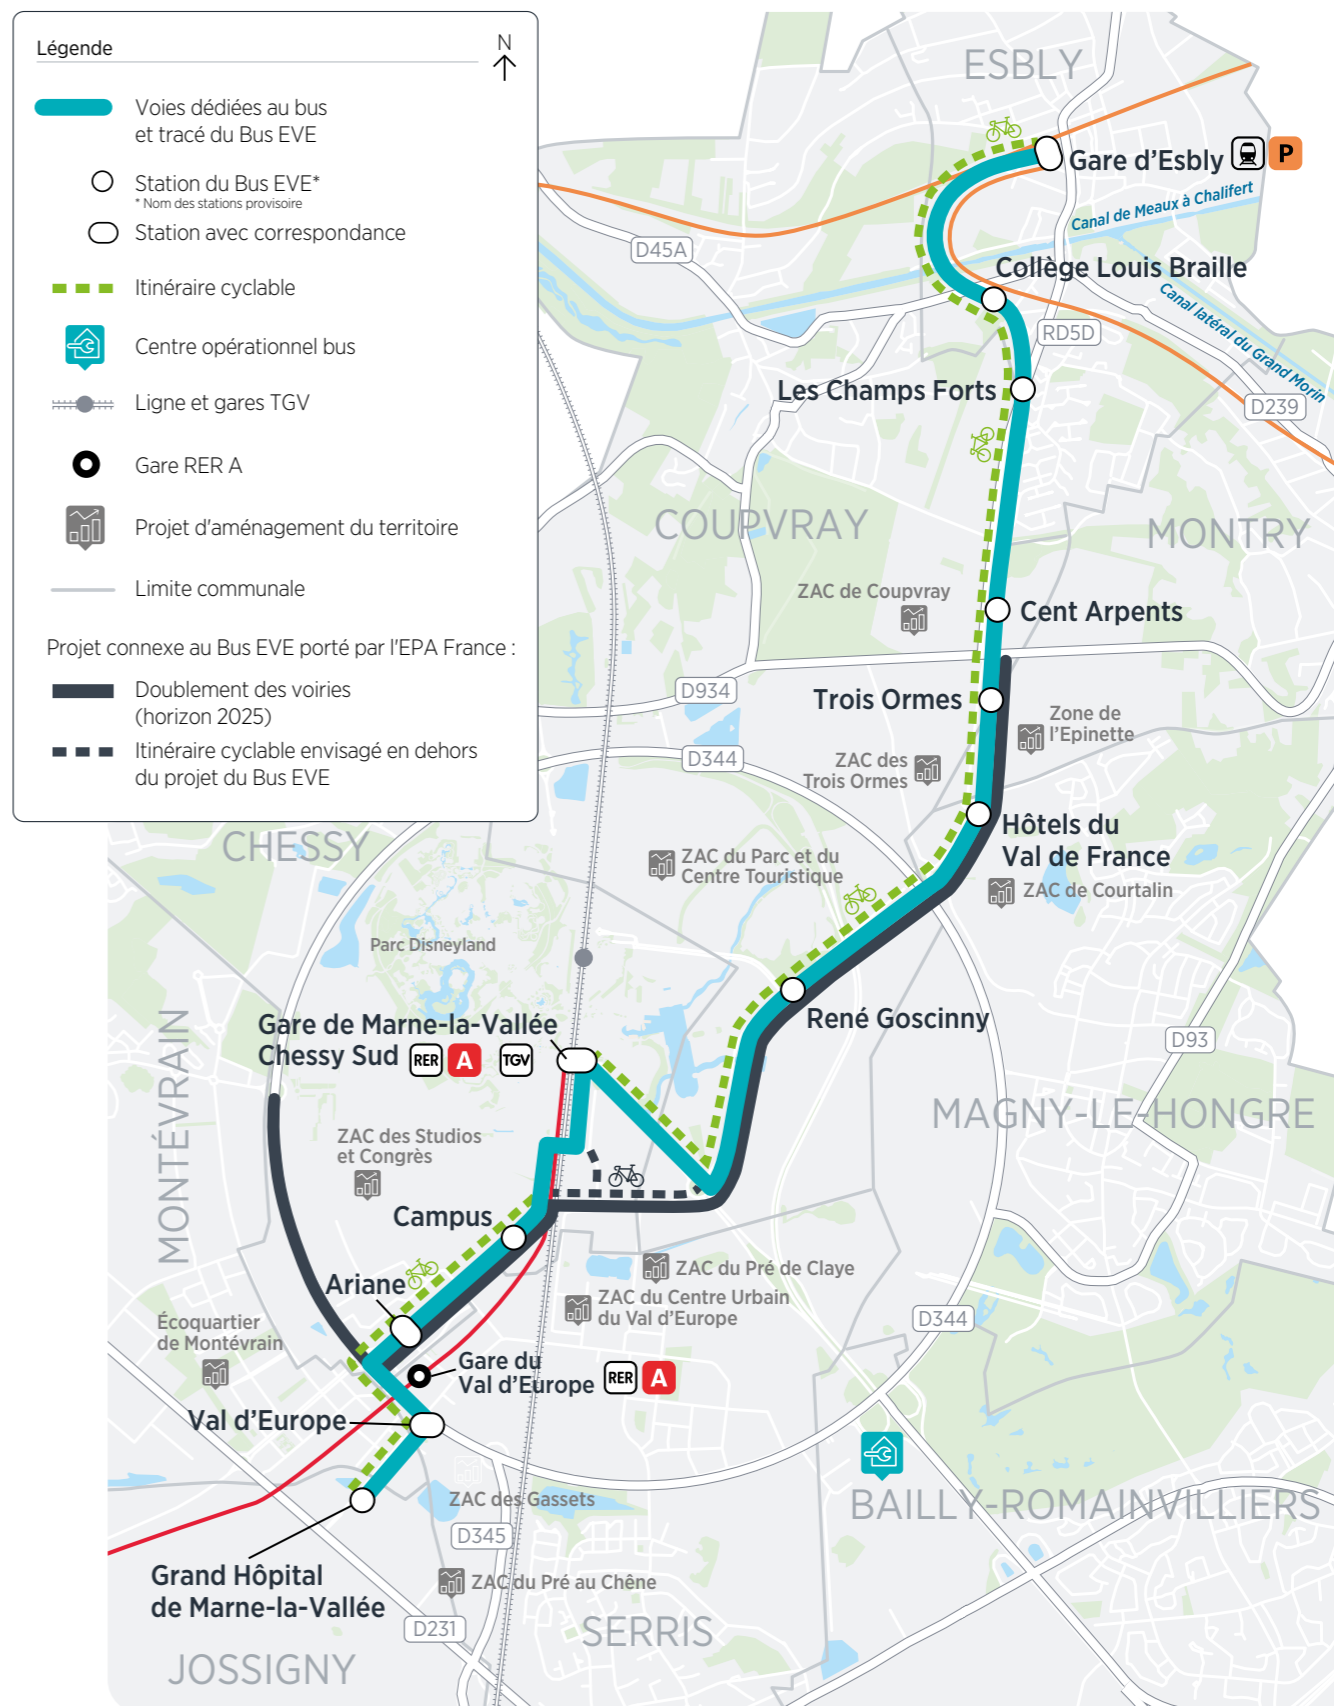 Légende
N
Voies dédiées au bus
et tracé du Bus EVE
Station du Bus EVE*
* Nom des stations provisoire
Station avec correspondance
Itinéraire cyclable
Centre opérationnel bus
Ligne et gares TGV
Gare RER A
Projet d'aménagement du territoire
Limite communale
Projet connexe au Bus EVE porté par l'EPA France :
Doublement des voiries
(horizon 2025)
Itinéraire cyclable envisagé en dehors
du projet du Bus EVE
ESBLY
Gare d'Esbly P
Canal de Meaux à Chalifert
D45A
Collège Louis Braille
Canal latéral du Grand Morin
RD5D
Les Champs Forts
D239
COUPVRAY
MONTRY
ZAC de Coupvray
Cent Arpents
D934
Trois Ormes
Zone de
l'Epinette
D344
ZAC des
Trois Ormes
Hôtels du
Val de France
CHESSY
ZAC du Parc et du
Centre Touristique
ZAC de Courtalin
Parc Disneyland
Gare de Marne-la-Vallée
Chessy Sud RER A TGV
René Goscinny
D93
MONTÉVRAIN
MAGNY-LE-HONGRE
ZAC des Studios
et Congrès
Campus
ZAC du Pré de Claye
Ariane
ZAC du Centre Urbain
du Val d'Europe
D344
Écoquartier
de Montévrain
Gare du
Val d'Europe RER A
Val d'Europe
ZAC des Gassets
BAILLY-ROMAINVILLIERS
D345
Grand Hôpital
de Marne-la-Vallée
ZAC du Pré au Chêne
D231
SERRIS
JOSSIGNY